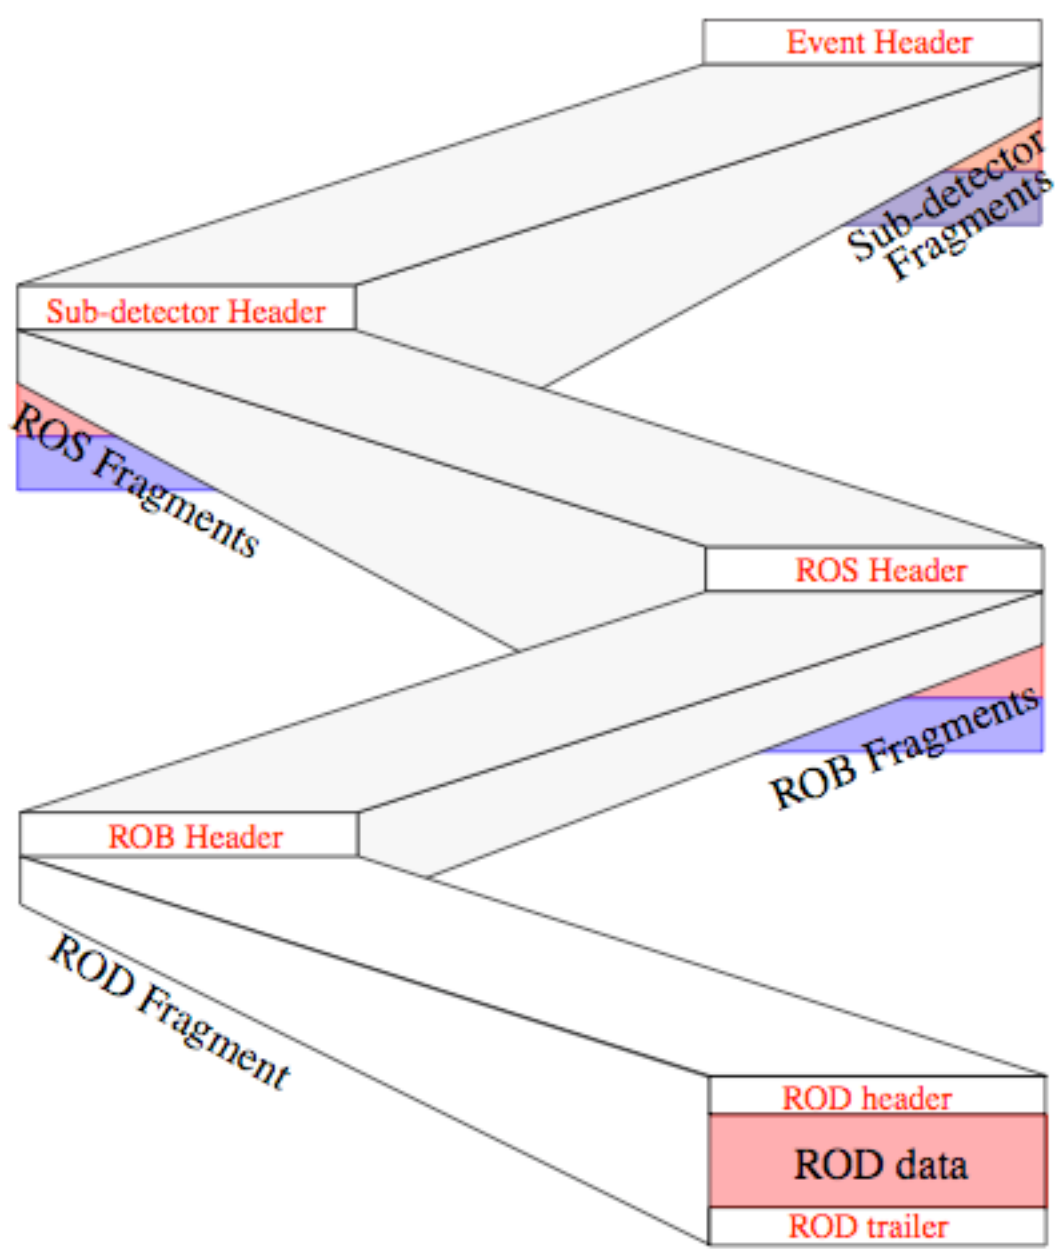 Event Header
Sub-detector
Fragments
Sub-detector Header
ROS Fragments
ROS Header
ROB Fragments
ROB Header
ROD Fragment
ROD header
ROD data
ROD trailer